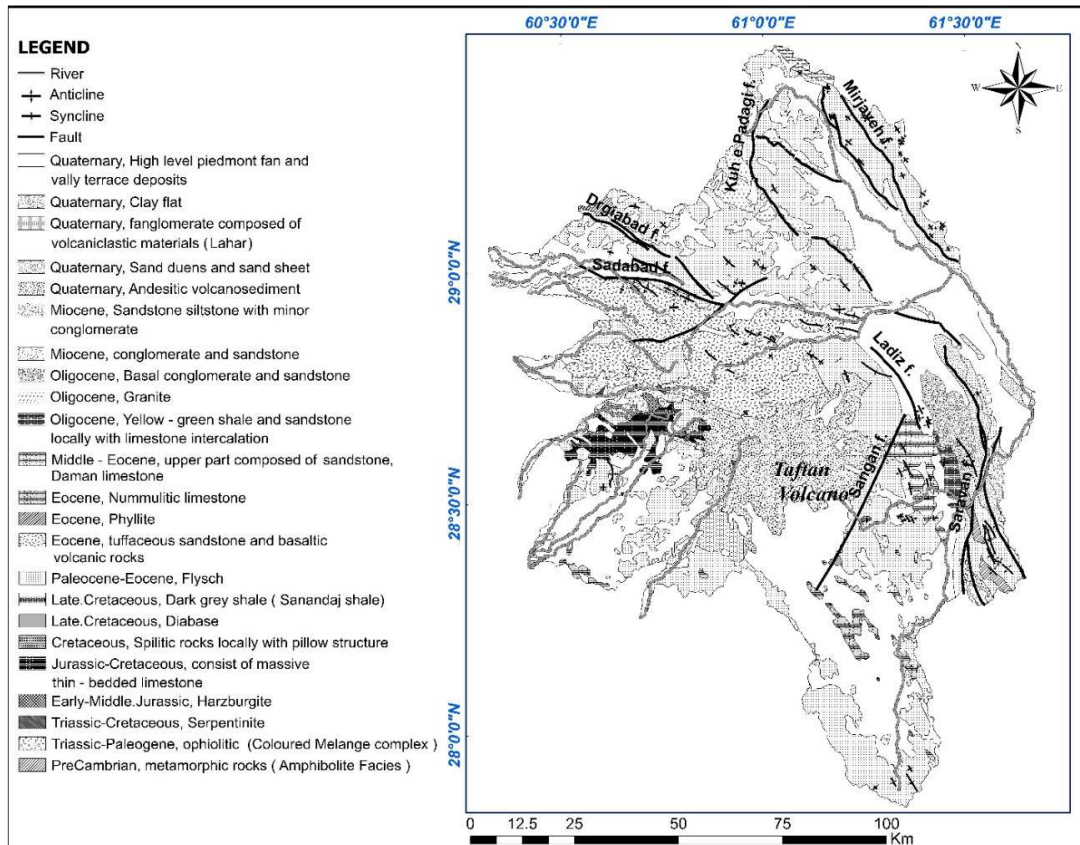 60°30'0"E
61°0'0"E
61°30'0"E
LEGEND
River
Anticline
Syncline
Fault
Quaternary, High level piedmont fan and
vally terrace deposits
Quaternary, Clay flat
Quaternary, fanglomerate composed of
volcaniclastic materials (Lahar)
Quaternary, Sand duens and sand sheet
Quaternary, Andesitic volcanosediment
Miocene, Sandstone siltstone with minor
conglomerate
Miocene, conglomerate and sandstone
Oligocene, Basal conglomerate and sandstone
Oligocene, Granite
Oligocene, Yellow - green shale and sandstone
locally with limestone intercalation
Middle - Eocene, upper part composed of sandstone,
Daman limestone
Eocene, Nummulitic limestone
Eocene, Phyllite
Eocene, tuffaceous sandstone and basaltic
volcanic rocks
Paleocene-Eocene, Flysch
Late.Cretaceous, Dark grey shale ( Sanandaj shale)
Late.Cretaceous, Diabase
Cretaceous, Spilitic rocks locally with pillow structure
Jurassic-Cretaceous, consist of massive
thin - bedded limestone
Early-Middle.Jurassic, Harzburgite
Triassic-Cretaceous, Serpentinite
Triassic-Paleogene, ophiolitic (Coloured Melange complex )
PreCambrian, metamorphic rocks ( Amphibolite Facies )
29°0'0"N
28°30'0"N
28°0'0"N
N
W
E
S
Mirjaveh f.
Kuh e Padagi f.
Drgiabad f.
Sadabad f.
Ladiz f.
Sangan f.
Saravan f.
Taftan
Volcano
0 12.5 25 50 75 100
Km